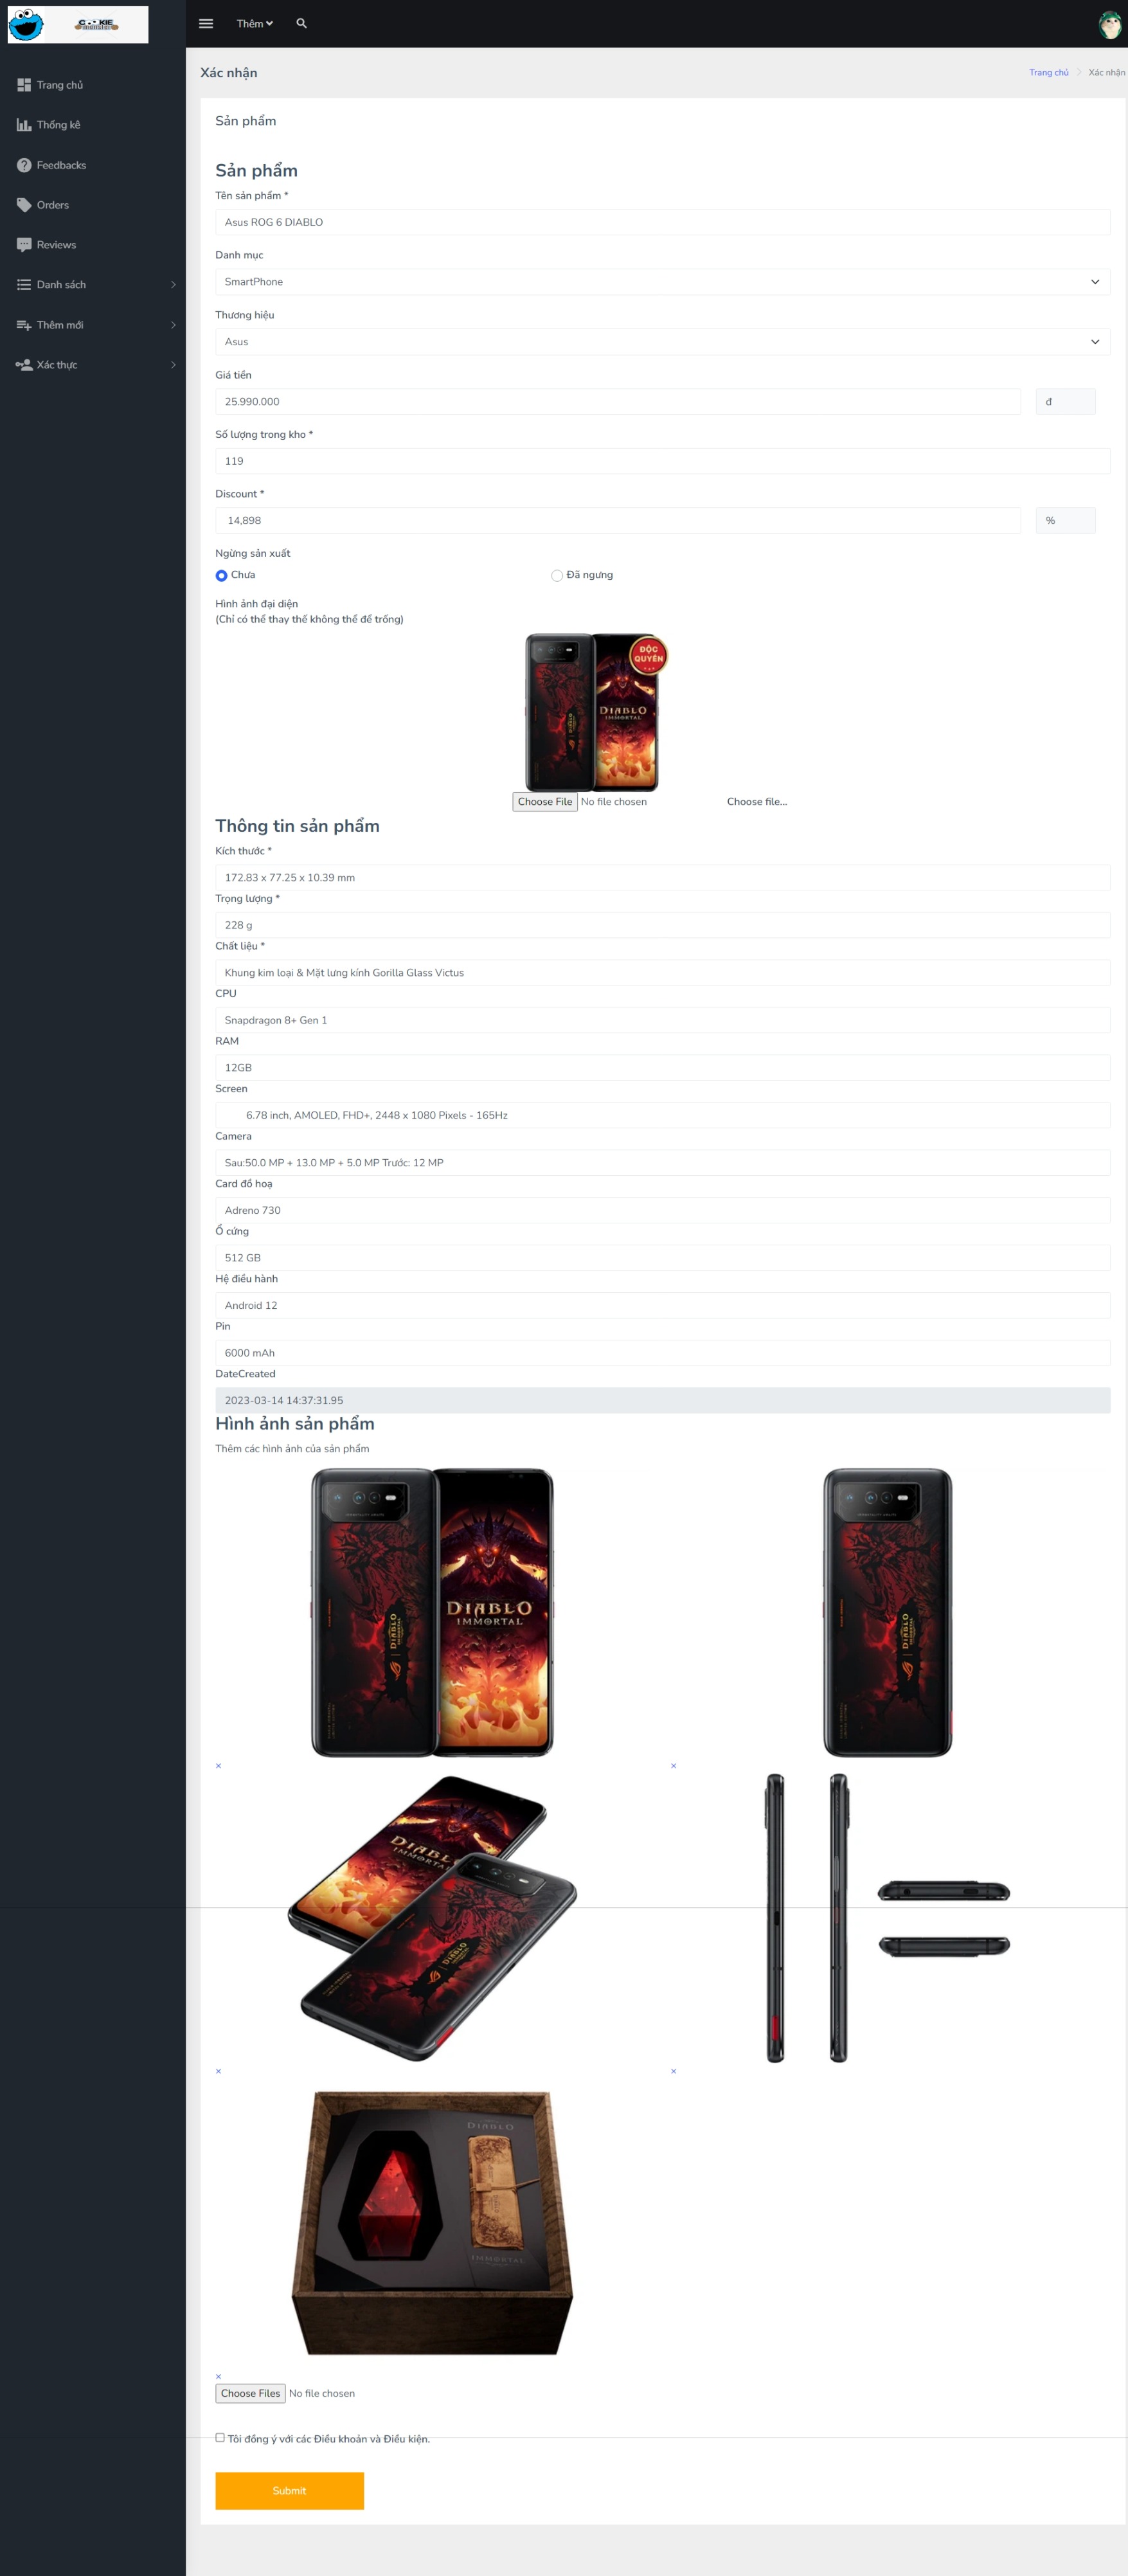 COOKIE
monster
Thêm
Trang chủ
Thống kê
Feedbacks
Orders
Reviews
Danh sách
Thêm mới
Xác thực
Xác nhận
Trang chủ
Xác nhận
Sản phẩm
Sản phẩm
Tên sản phẩm *
Asus ROG 6 DIABLO
Danh mục
SmartPhone
Thương hiệu
Asus
Giá tiền
25.990.000
đ
Số lượng trong kho *
119
Discount *
14,898
%
Ngừng sản xuất
Chưa
Đã ngưng
Hình ảnh đại diện
(Chỉ có thể thay thế không thể để trống)
ĐỘC
QUYỀN
DIABLO
IMMORTAL
Choose File No file chosen
Choose file...
Thông tin sản phẩm
Kích thước *
172.83 x 77.25 x 10.39 mm
Trọng lượng *
228 g
Chất liệu *
Khung kim loại & Mặt lưng kính Gorilla Glass Victus
CPU
Snapdragon 8+ Gen 1
RAM
12GB
Screen
6.78 inch, AMOLED, FHD+, 2448 x 1080 Pixels - 165Hz
Camera
Sau:50.0 MP + 13.0 MP + 5.0 MP Trước: 12 MP
Card đồ hoạ
Adreno 730
Ổ cứng
512 GB
Hệ điều hành
Android 12
Pin
6000 mAh
DateCreated
2023-03-14 14:37:31.95
Hình ảnh sản phẩm
Thêm các hình ảnh của sản phẩm
DIABLO
IMMORTAL
DIABLO
IMMORTAL
DIABLO
IMMORTAL
×
×
DIABLO
IMMORTAL
DIABLO
IMMORTAL
×
×
DIABLO
IMMORTAL
×
Choose Files No file chosen
Tôi đồng ý với các Điều khoản và Điều kiện.
Submit